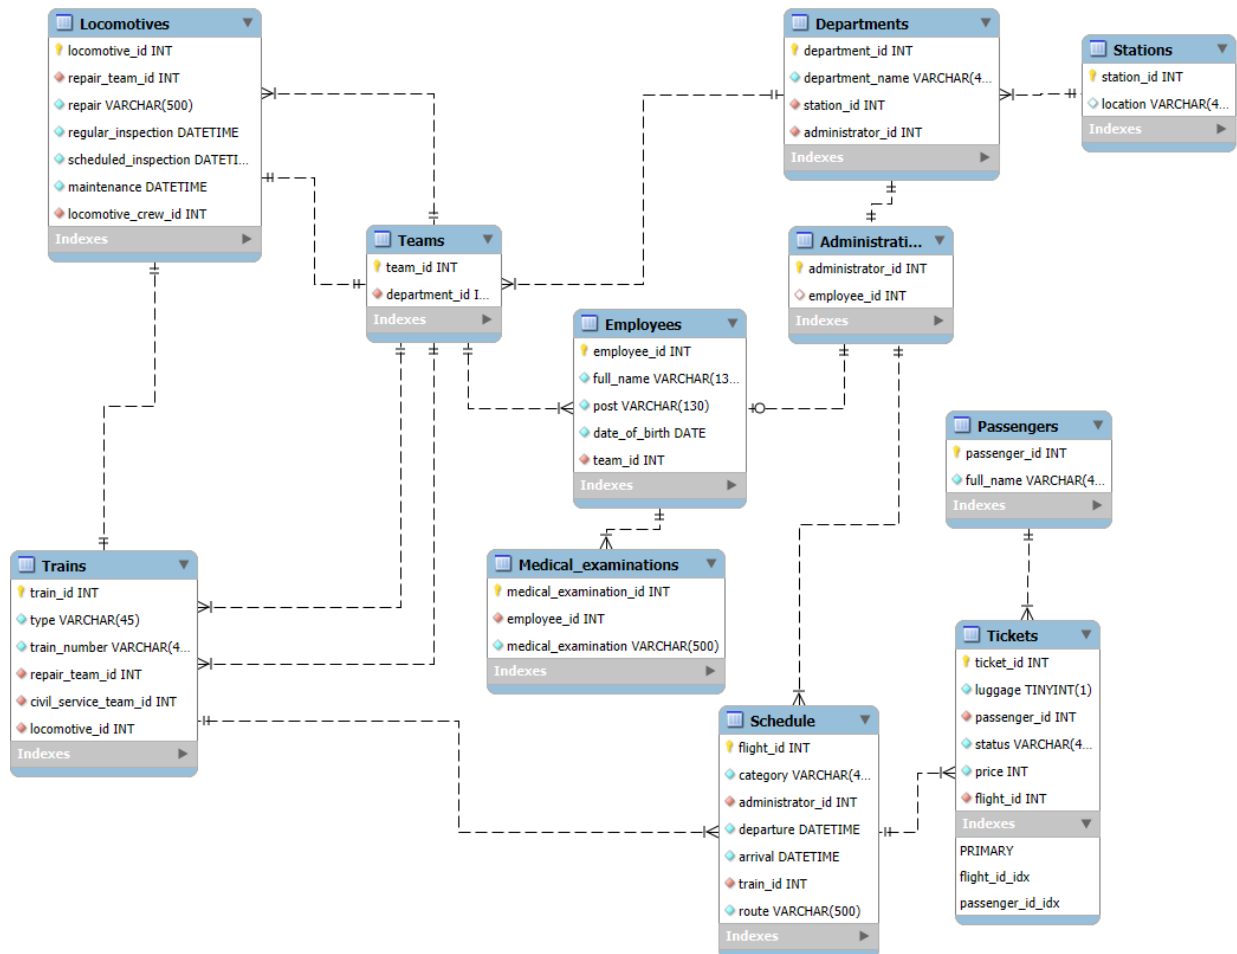 Locomotives
locomotive_id INT
repair_team_id INT
repair VARCHAR(500)
regular_inspection DATETIME
scheduled_inspection DATETI...
maintenance DATETIME
locomotive_crew_id INT
Indexes
Departments
department_id INT
department_name VARCHAR(4...
station_id INT
administrator_id INT
Indexes
Stations
station_id INT
location VARCHAR(4...
Indexes
Teams
team_id INT
department_id I...
Indexes
Administrati...
administrator_id INT
employee_id INT
Indexes
Employees
employee_id INT
full_name VARCHAR(13...
post VARCHAR(130)
date_of_birth DATE
team_id INT
Indexes
Passengers
passenger_id INT
full_name VARCHAR(4...
Indexes
Trains
train_id INT
type VARCHAR(45)
train_number VARCHAR(4...
repair_team_id INT
civil_service_team_id INT
locomotive_id INT
Indexes
Medical_examinations
medical_examination_id INT
employee_id INT
medical_examination VARCHAR(500)
Indexes
Schedule
flight_id INT
category VARCHAR(4...
administrator_id INT
departure DATETIME
arrival DATETIME
train_id INT
route VARCHAR(500)
Indexes
Tickets
ticket_id INT
luggage TINYINT(1)
passenger_id INT
status VARCHAR(4...
price INT
flight_id INT
Indexes
PRIMARY
flight_id_idx
passenger_id_idx